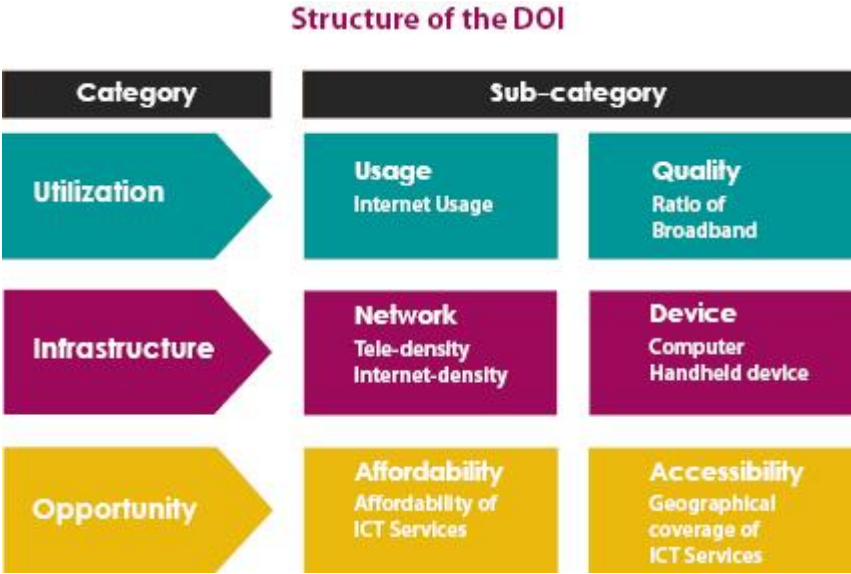 Structure of the DOI
Category
Sub-category
Utilization
Usage
Internet Usage
Quality
Ratio of
Broadband
Infrastructure
Network
Tele-density
Internet-density
Device
Computer
Handheld device
Opportunity
Affordability
Affordability of
ICT Services
Accessibility
Geographical
coverage of
ICT Services